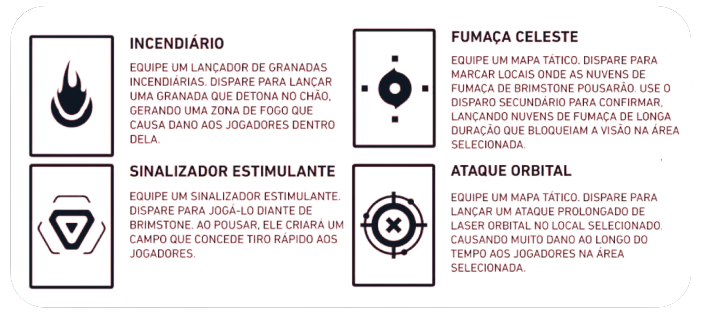 INCENDIÁRIO
EQUIPE UM LANÇADOR DE GRANADAS
INCENDIÁRIAS. DISPARE PARA LANÇAR
UMA GRANADA QUE DETONA NO CHÃO,
GERANDO UMA ZONA DE FOGO QUE
CAUSA DANO AOS JOGADORES DENTRO
DELA.
FUMAÇA CELESTE
EQUIPE UM MAPA TÁTICO. DISPARE PARA
MARCAR LOCAIS ONDE AS NUVENS DE
FUMAÇA DE BRIMSTONE POUSARÃO. USE O
DISPARO SECUNDÁRIO PARA CONFIRMAR,
LANÇANDO NUVENS DE FUMAÇA DE LONGA
DURAÇÃO QUE BLOQUEIAM A VISÃO NA ÁREA
SELECIONADA.
SINALIZADOR ESTIMULANTE
EQUIPE UM SINALIZADOR ESTIMULANTE.
DISPARE PARA JOGÁ-LO DIANTE DE
BRIMSTONE. AO POUSAR, ELE CRIARÁ UM
CAMPO QUE CONCEDE TIRO RÁPIDO AOS
JOGADORES.
ATAQUE ORBITAL
EQUIPE UM MAPA TÁTICO. DISPARE PARA
LANÇAR UM ATAQUE PROLONGADO DE
LASER ORBITAL NO LOCAL SELECIONADO,
CAUSANDO MUITO DANO AO LONGO DO
TEMPO AOS JOGADORES NA ÁREA
SELECIONADA.